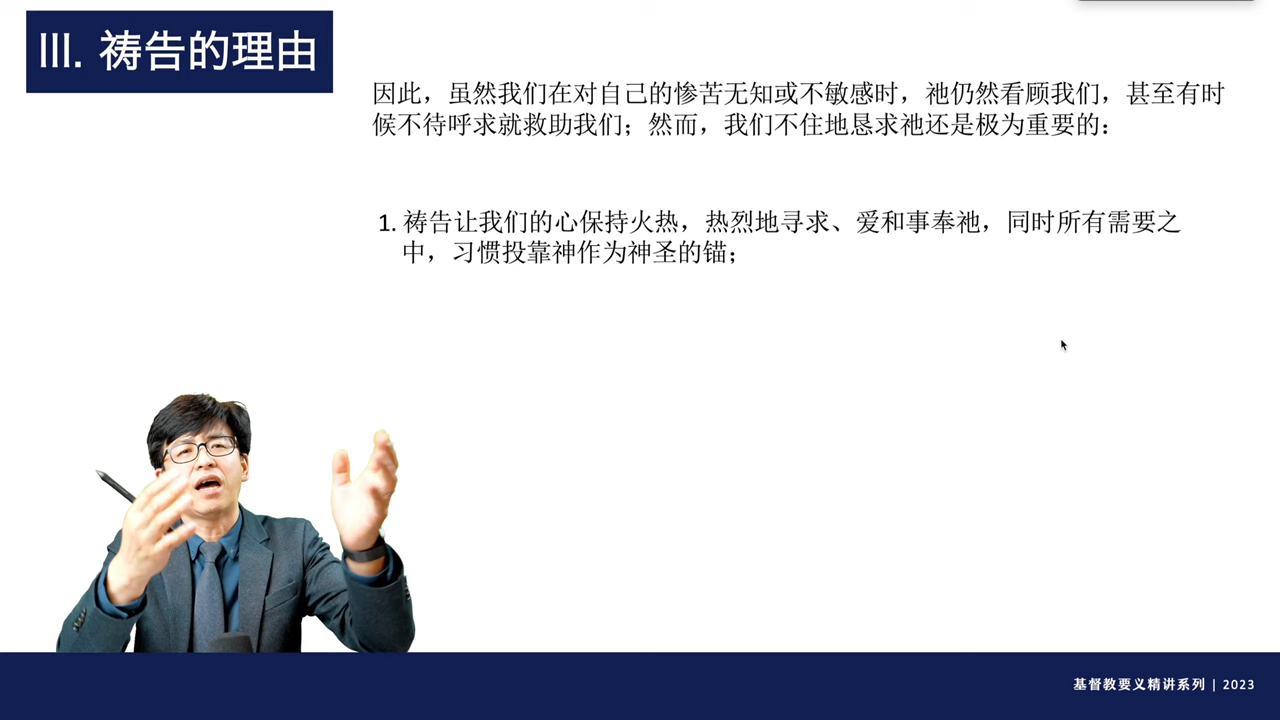 III. 祷告的理由
因此，虽然我们在对自己的惨苦无知或不敏感时，祂仍然看顾我们，甚至有时
候不待呼求就救助我们；然而，我们不住地恳求祂还是极为重要的：
1. 祷告让我们的心保持火热，热烈地寻求、爱和事奉祂，同时所有需要之
中，习惯投靠神作为神圣的锚；
基督教要义精讲系列 | 2023